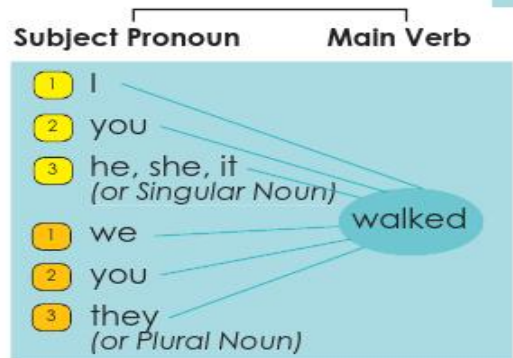 Subject Pronoun Main Verb
1 I
2 you
3 he, she, it
(or Singular Noun)
walked
1 we
2 you
3 they
(or Plural Noun)